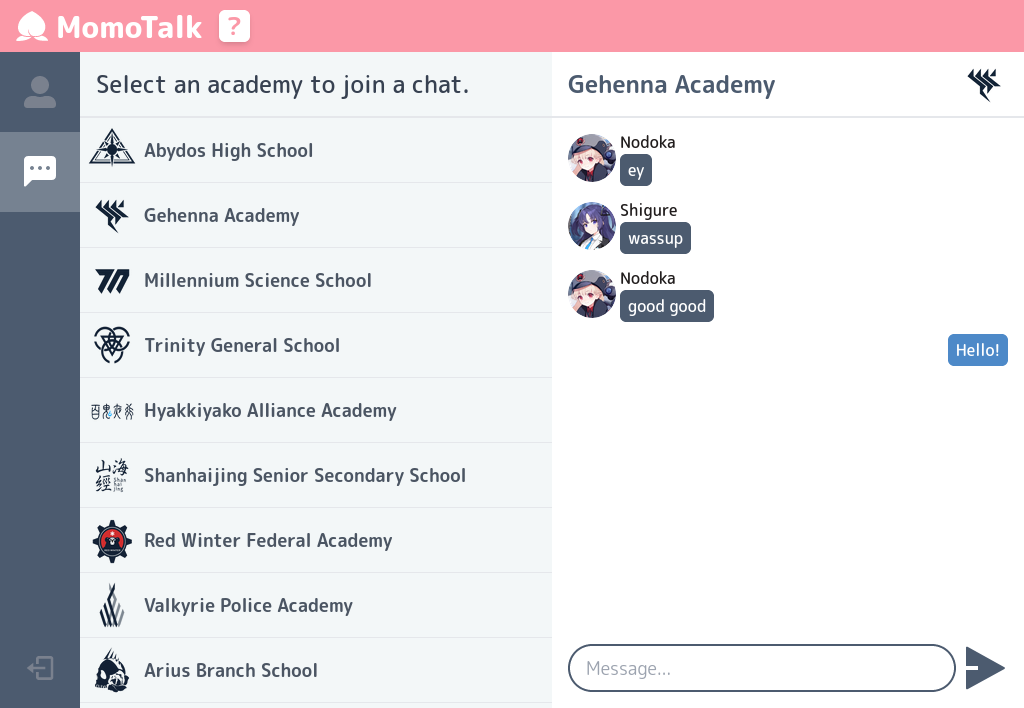 MomoTalk ?
Select an academy to join a chat.
Abydos High School
Gehenna Academy
Millennium Science School
Trinity General School
Hyakkiyako Alliance Academy
山海
經
Shan
hai
jing
Shanhaijing Senior Secondary School
Red Winter Federal Academy
Valkyrie Police Academy
Arius Branch School
Gehenna Academy
Nodoka
ey
Shigure
wassup
Nodoka
good good
Hello!
Message...